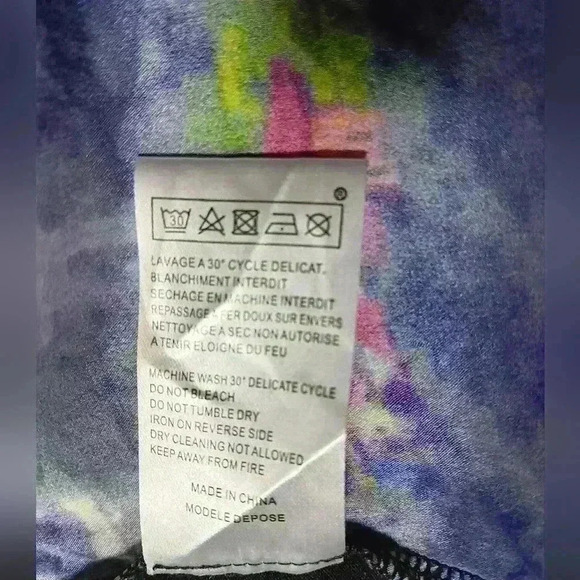 ®
30
LAVAGE A 30° CYCLE DELICAT.
BLANCHIMENT INTERDIT
SECHAGE EN MACHINE INTERDIT
REPASSAGE A FER DOUX SUR ENVERS
NETTOYAGE A SEC NON AUTORISE
A TENIR ELOIGNE DU FEU
MACHINE WASH 30° DELICATE CYCLE
DO NOT BLEACH
DO NOT TUMBLE DRY
IRON ON REVERSE SIDE
DRY CLEANING NOT ALLOWED
KEEP AWAY FROM FIRE
MADE IN CHINA
MODELE DEPOSE